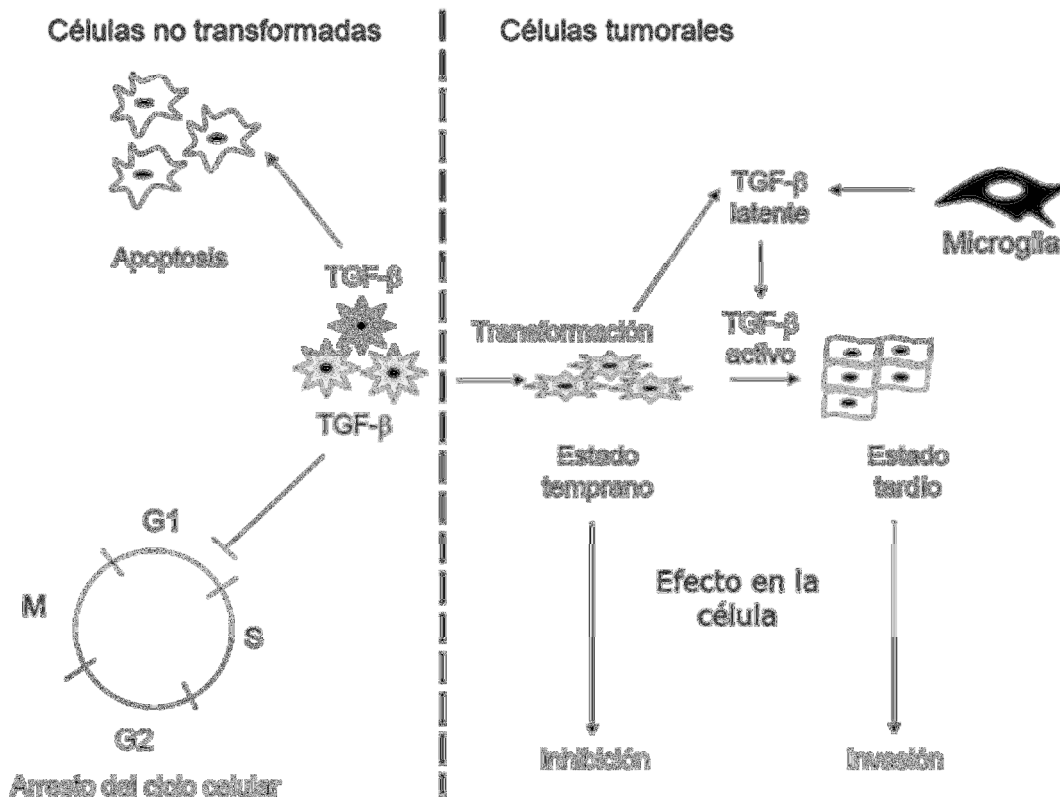 Células no transformadas
Células tumorales
Apoptosis
TGF-β
TGF-β
G1
M
S
G2
Arresto del ciclo celular
TGF-β
latente
Microglia
Transformación
TGF-β
activo
Estado
temprano
Estado
tardío
Efecto en la
célula
Inhibición
Invasión